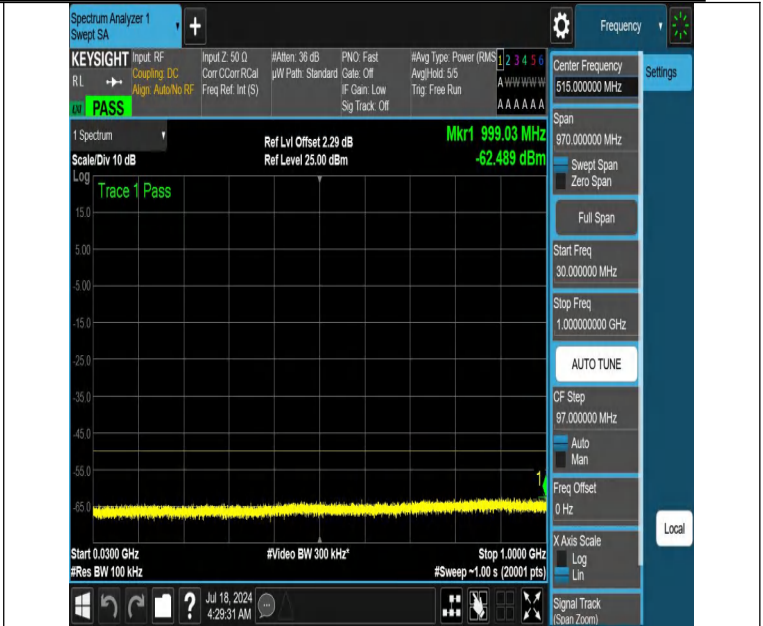 Spectrum Analyzer 1
Swept SA
+
Frequency
KEYSIGHT
RL
LXI PASS
Input: RF
Coupling: DC
Align: Auto/No RF
Input Z: 50 Ω
Corr CCorr RCal
Freq Ref: Int (S)
#Atten: 36 dB
µW Path: Standard
PNO: Fast
Gate: Off
IF Gain: Low
Sig Track: Off
#Avg Type: Power (RMS
Avg|Hold: 5/5
Trig: Free Run
1 2 3 4 5 6
A W W W W W
A A A A A A
1 Spectrum
Scale/Div 10 dB
Ref Lvl Offset 2.29 dB
Ref Level 25.00 dBm
Mkr1 999.03 MHz
-62.489 dBm
Log
Trace 1 Pass
15.0
5.00
-5.00
-15.0
-25.0
-35.0
-45.0
-55.0
-65.0
1
Start 0.0300 GHz
#Res BW 100 kHz
#Video BW 300 kHz*
Stop 1.0000 GHz
#Sweep ~1.00 s (20001 pts)
Center Frequency
515.000000 MHz
Settings
Span
970.000000 MHz
Swept Span
Zero Span
Full Span
Start Freq
30.000000 MHz
Stop Freq
1.000000000 GHz
AUTO TUNE
CF Step
97.000000 MHz
Auto
Man
Freq Offset
0 Hz
X Axis Scale
Log
Lin
Local
Signal Track
(Span Zoom)
?
Jul 18, 2024
4:29:31 AM